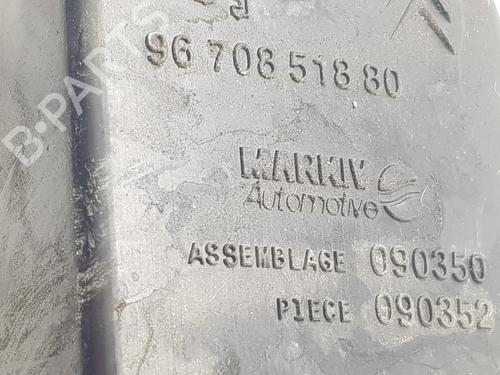 96 708 518 80
MARKIV
Automotive
ASSEMBLAGE 090350
PIECE 090352
B-PARTS